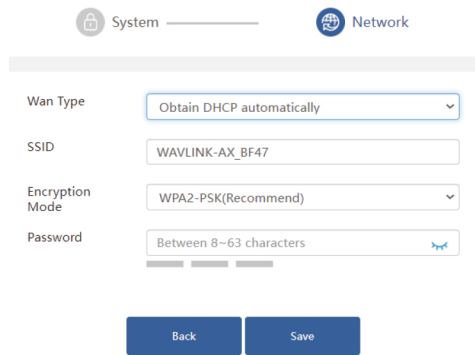 System
Network
Wan Type
Obtain DHCP automatically
SSID
WAVLINK-AX_BF47
Encryption
Mode
WPA2-PSK(Recommend)
Password
Between 8~63 characters
Back
Save